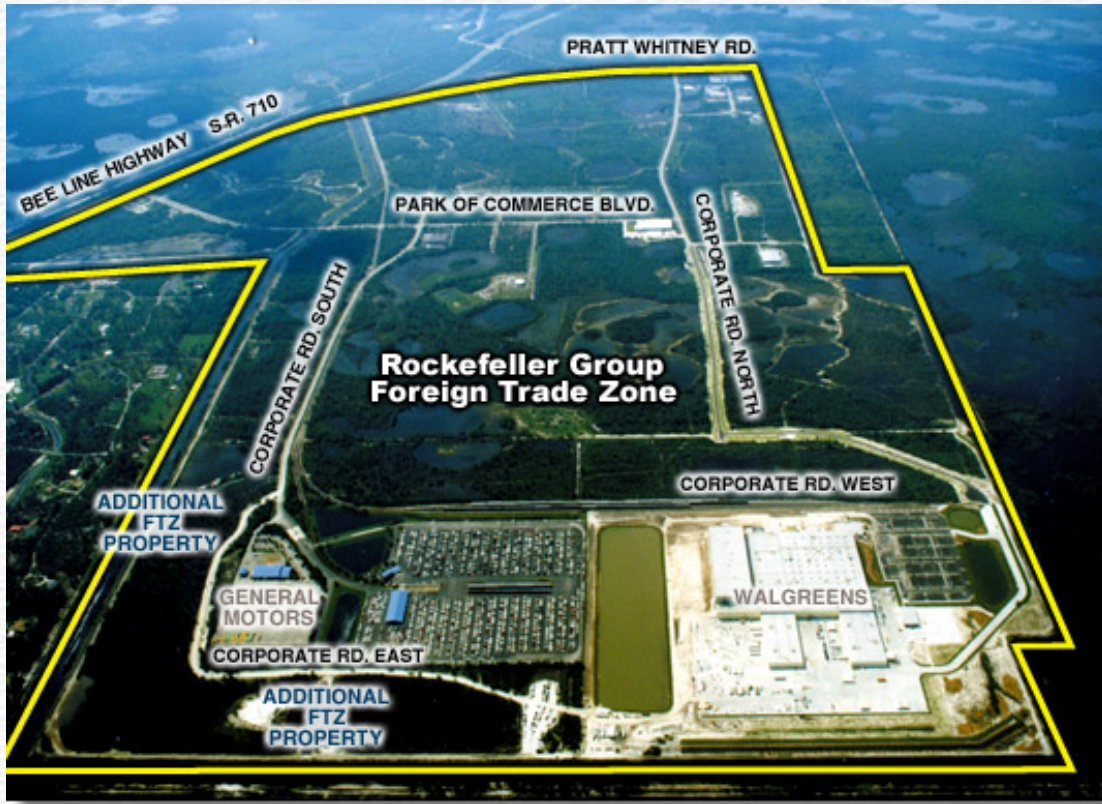 PRATT WHITNEY RD.
BEE LINE HIGHWAY S.R. 710
PARK OF COMMERCE BLVD.
CORPORATE RD. NORTH
CORPORATE RD. SOUTH
Rockefeller Group
Foreign Trade Zone
CORPORATE RD. WEST
ADDITIONAL
FTZ
PROPERTY
GENERAL
MOTORS
WALGREENS
CORPORATE RD. EAST
ADDITIONAL
FTZ
PROPERTY